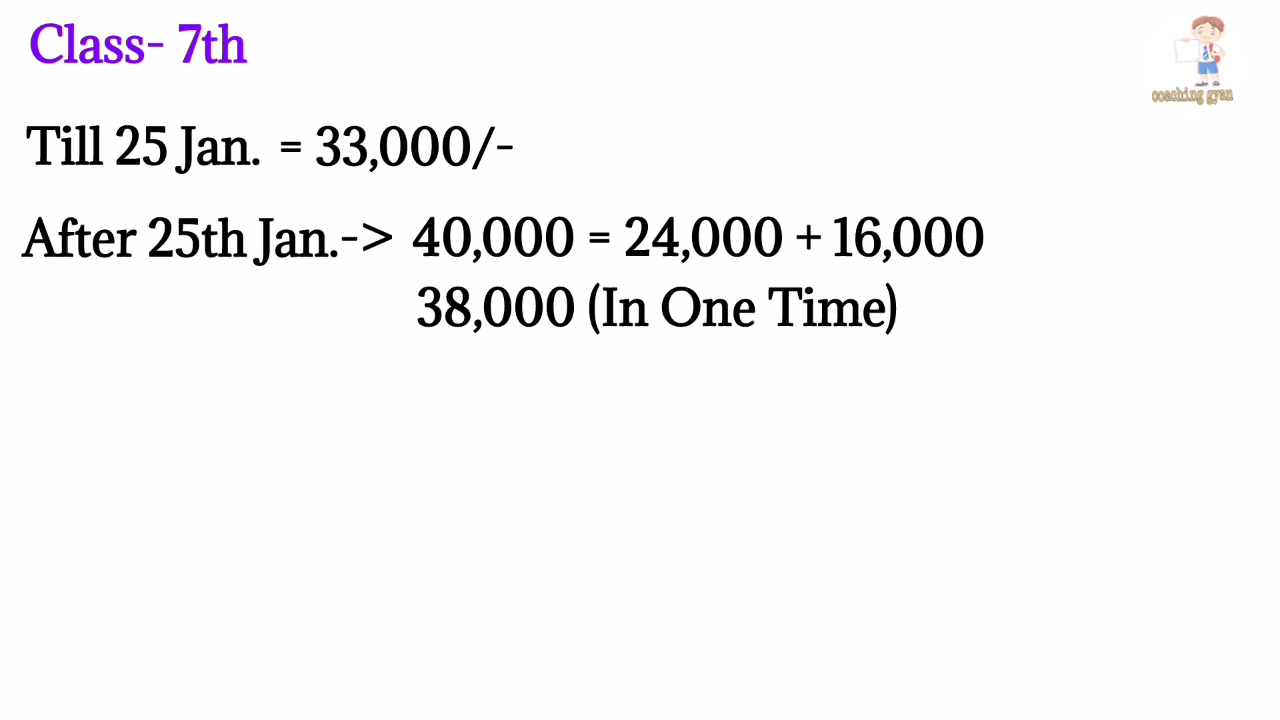 Class- 7th
coaching gyan
Till 25 Jan. = 33,000/-
After 25th Jan.-> 40,000 = 24,000 + 16,000
38,000 (In One Time)